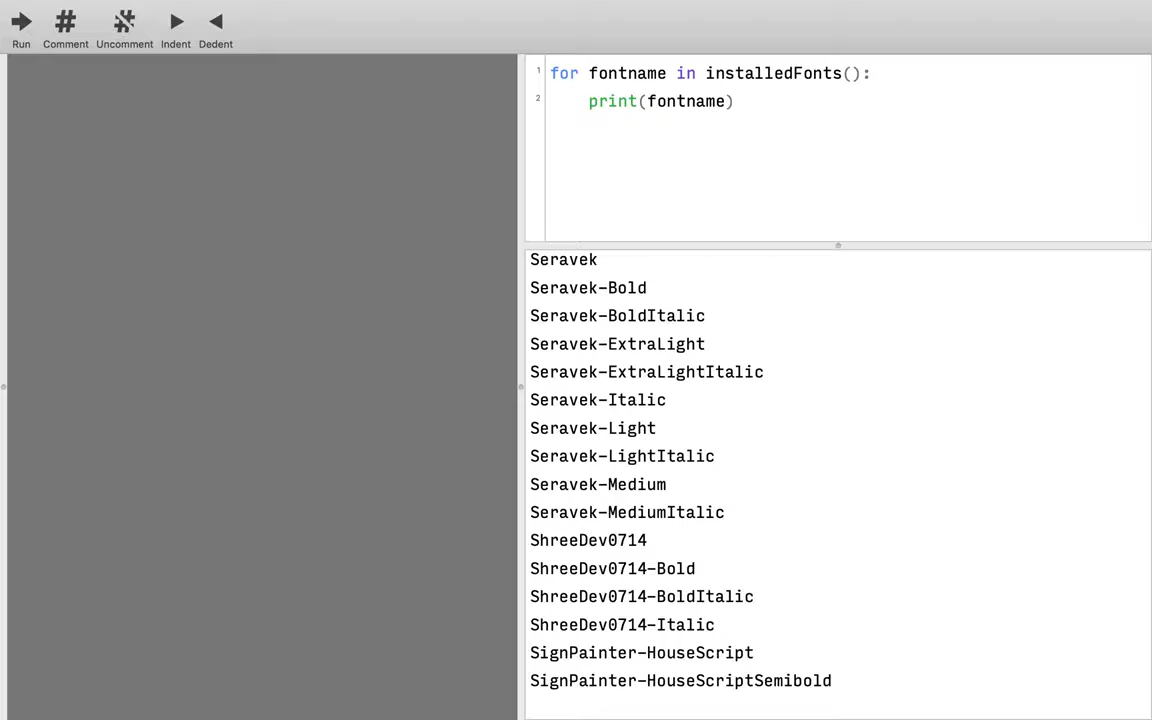 Run Comment Uncomment Indent Dedent
1 for fontname in installedFonts():
2 print(fontname)
Seravek
Seravek-Bold
Seravek-BoldItalic
Seravek-ExtraLight
Seravek-ExtraLightItalic
Seravek-Italic
Seravek-Light
Seravek-LightItalic
Seravek-Medium
Seravek-MediumItalic
ShreeDev0714
ShreeDev0714-Bold
ShreeDev0714-BoldItalic
ShreeDev0714-Italic
SignPainter-HouseScript
SignPainter-HouseScriptSemibold